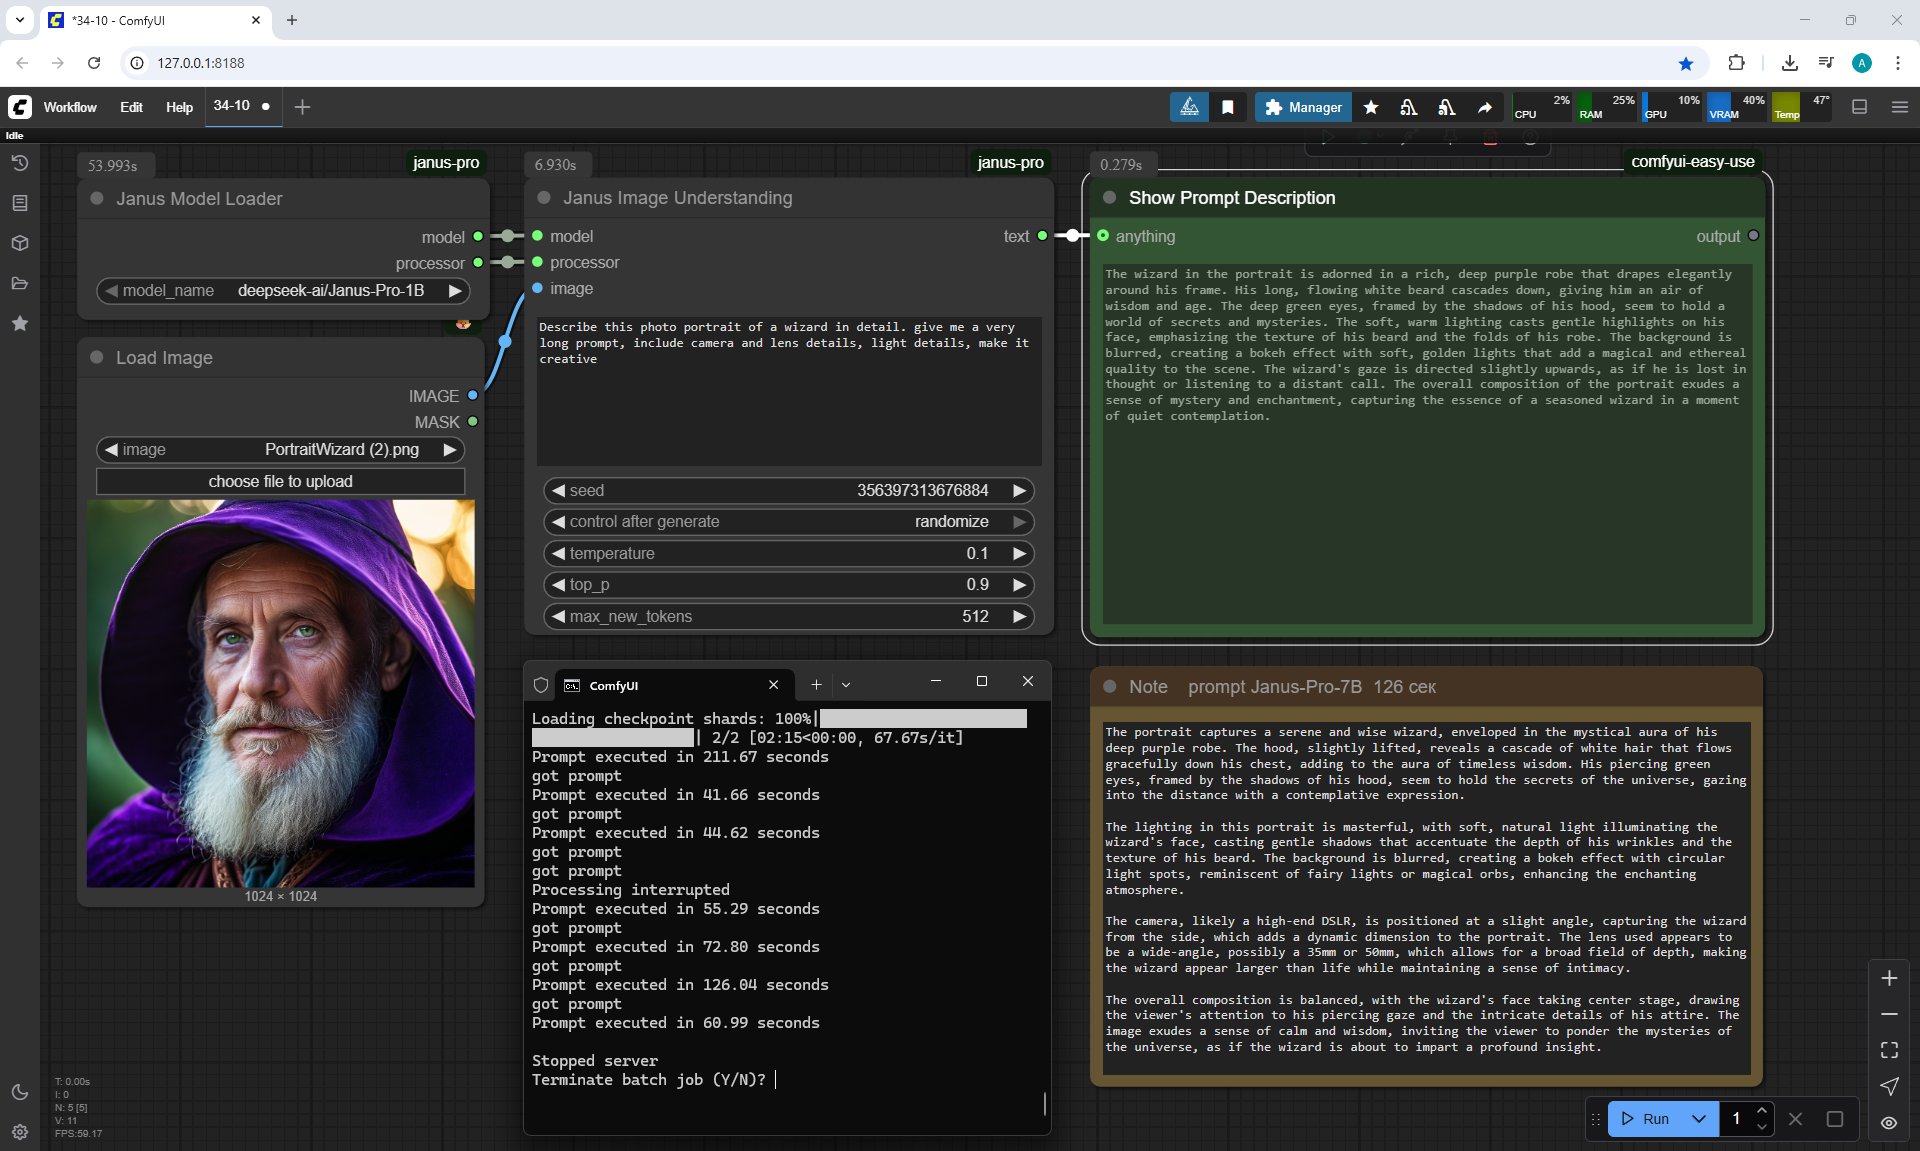 *34-10 - ComfyUI
127.0.0.1:8188
Workflow Edit Help 34-10
Manager
CPU 2% RAM 25% GPU 10% VRAM 40% Temp 47°
Idle
53.993s janus-pro
Janus Model Loader
model
processor
model_name deepseek-ai/Janus-Pro-1B
Load Image
IMAGE
MASK
image PortraitWizard (2).png
choose file to upload
1024 × 1024
6.930s janus-pro
Janus Image Understanding
model text
processor
image
Describe this photo portrait of a wizard in detail. give me a very
long prompt, include camera and lens details, light details, make it
creative
seed 356397313676884
control after generate randomize
temperature 0.1
top_p 0.9
max_new_tokens 512
0.279s comfyui-easy-use
Show Prompt Description
anything output
The wizard in the portrait is adorned in a rich, deep purple robe that drapes elegantly
around his frame. His long, flowing white beard cascades down, giving him an air of
wisdom and age. The deep green eyes, framed by the shadows of his hood, seem to hold a
world of secrets and mysteries. The soft, warm lighting casts gentle highlights on his
face, emphasizing the texture of his beard and the folds of his robe. The background is
blurred, creating a bokeh effect with soft, golden lights that add a magical and ethereal
quality to the scene. The wizard's gaze is directed slightly upwards, as if he is lost in
thought or listening to a distant call. The overall composition of the portrait exudes a
sense of mystery and enchantment, capturing the essence of a seasoned wizard in a moment
of quiet contemplation.
ComfyUI
Loading checkpoint shards: 100%|
| 2/2 [02:15<00:00, 67.67s/it]
Prompt executed in 211.67 seconds
got prompt
Prompt executed in 41.66 seconds
got prompt
Prompt executed in 44.62 seconds
got prompt
got prompt
Processing interrupted
Prompt executed in 55.29 seconds
got prompt
Prompt executed in 72.80 seconds
got prompt
Prompt executed in 126.04 seconds
got prompt
Prompt executed in 60.99 seconds
Stopped server
Terminate batch job (Y/N)?
Note prompt Janus-Pro-7B 126 сек
The portrait captures a serene and wise wizard, enveloped in the mystical aura of his
deep purple robe. The hood, slightly lifted, reveals a cascade of white hair that flows
gracefully down his chest, adding to the aura of timeless wisdom. His piercing green
eyes, framed by the shadows of his hood, seem to hold the secrets of the universe, gazing
into the distance with a contemplative expression.
The lighting in this portrait is masterful, with soft, natural light illuminating the
wizard's face, casting gentle shadows that accentuate the depth of his wrinkles and the
texture of his beard. The background is blurred, creating a bokeh effect with circular
light spots, reminiscent of fairy lights or magical orbs, enhancing the enchanting
atmosphere.
The camera, likely a high-end DSLR, is positioned at a slight angle, capturing the wizard
from the side, which adds a dynamic dimension to the portrait. The lens used appears to
be a wide-angle, possibly a 35mm or 50mm, which allows for a broad field of depth, making
the wizard appear larger than life while maintaining a sense of intimacy.
The overall composition is balanced, with the wizard's face taking center stage, drawing
the viewer's attention to his piercing gaze and the intricate details of his attire. The
image exudes a sense of calm and wisdom, inviting the viewer to ponder the mysteries of
the universe, as if the wizard is about to impart a profound insight.
T: 0.00s
I: 0
N: 5 [5]
V: 11
FPS:59.17
Run 1
A